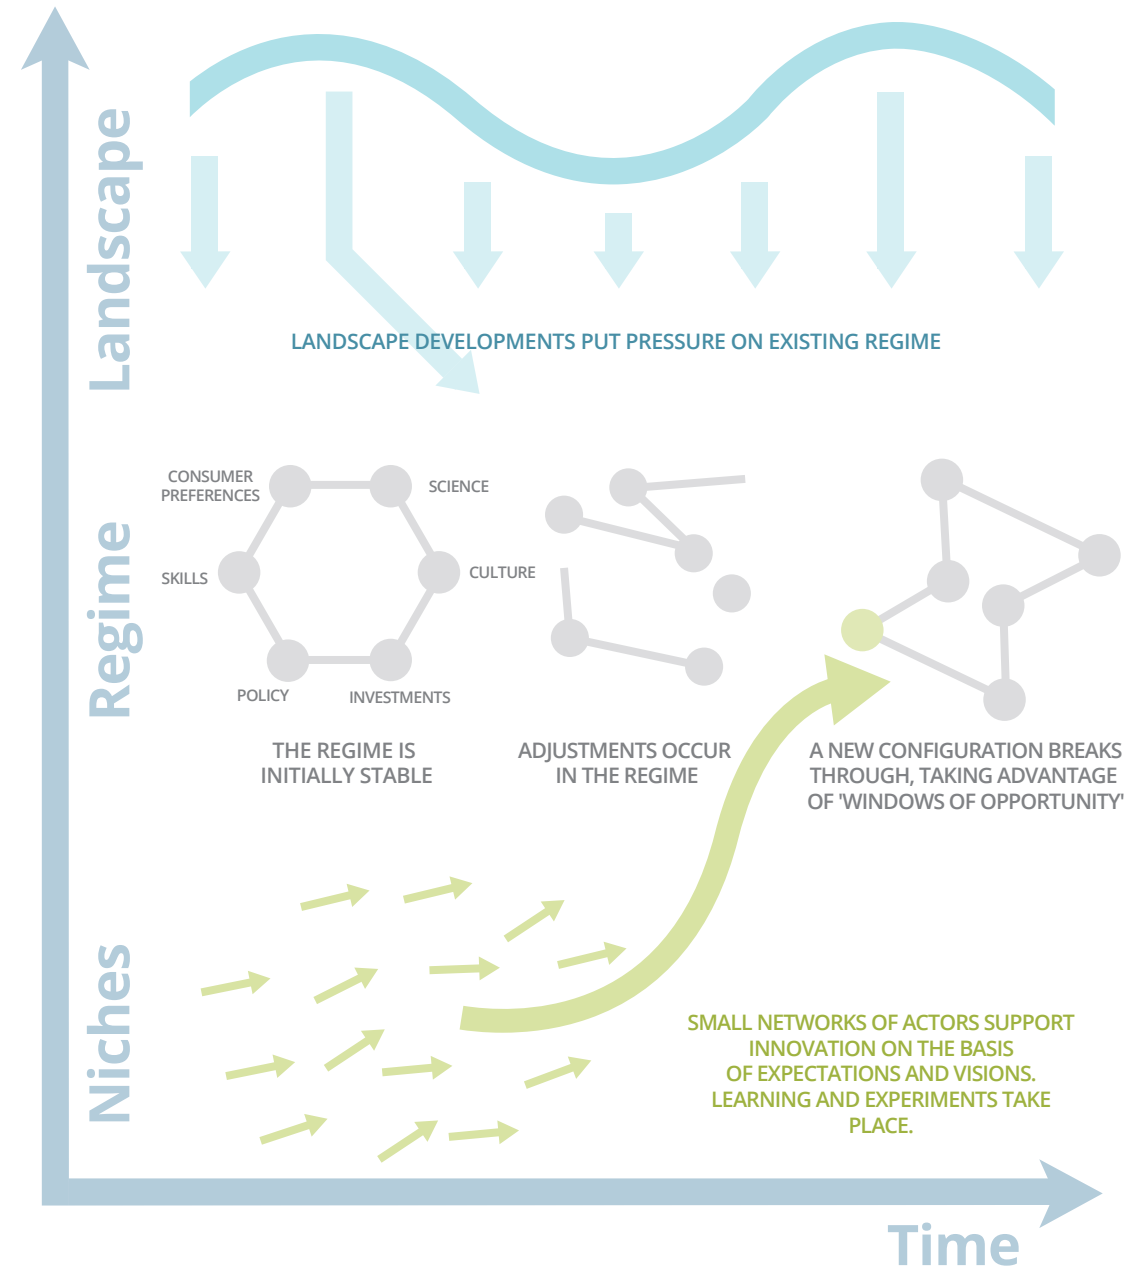 Landscape
LANDSCAPE DEVELOPMENTS PUT PRESSURE ON EXISTING REGIME
Regime
CONSUMER
PREFERENCES
SCIENCE
SKILLS
CULTURE
POLICY
INVESTMENTS
THE REGIME IS
INITIALLY STABLE
ADJUSTMENTS OCCUR
IN THE REGIME
A NEW CONFIGURATION BREAKS
THROUGH, TAKING ADVANTAGE
OF 'WINDOWS OF OPPORTUNITY'
Niches
SMALL NETWORKS OF ACTORS SUPPORT
INNOVATION ON THE BASIS
OF EXPECTATIONS AND VISIONS.
LEARNING AND EXPERIMENTS TAKE
PLACE.
Time